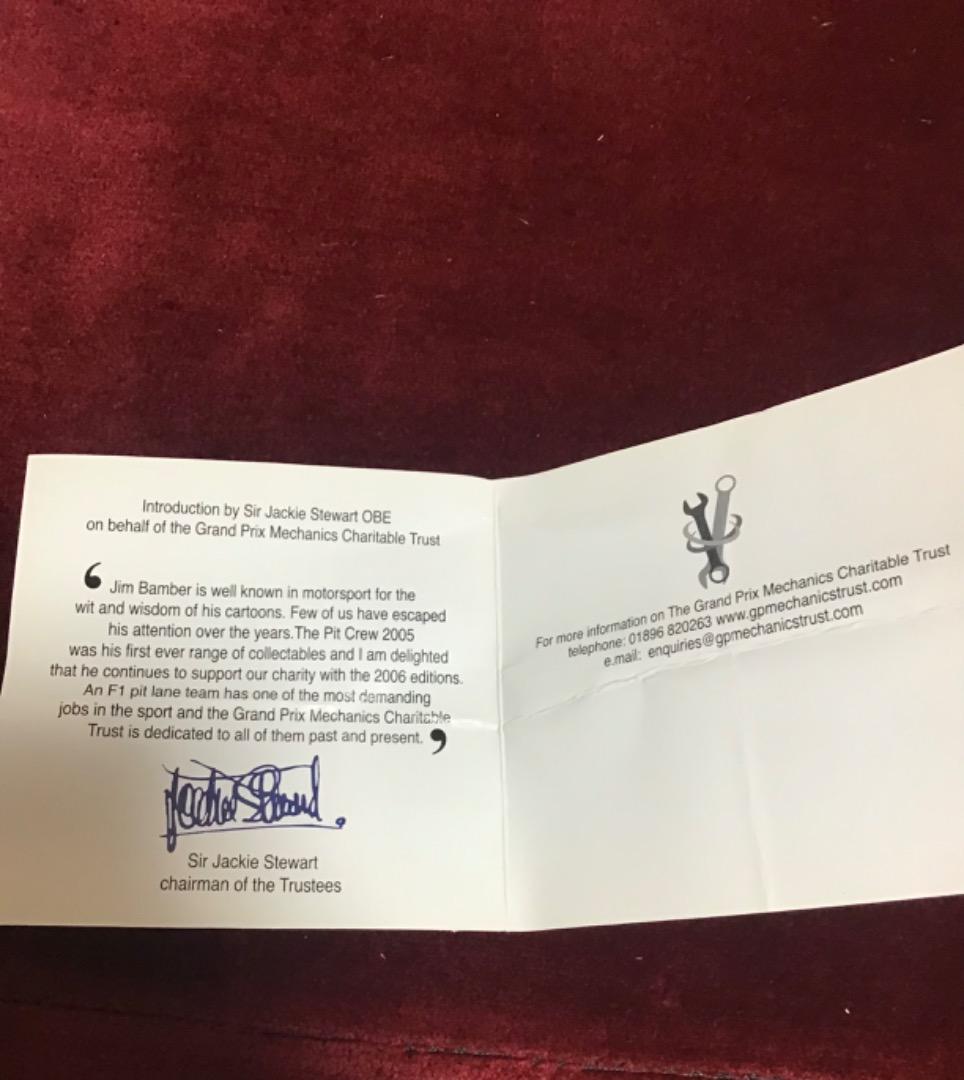 Introduction by Sir Jackie Stewart OBE
on behalf of the Grand Prix Mechanics Charitable Trust
‘ Jim Bamber is well known in motorsport for the
wit and wisdom of his cartoons. Few of us have escaped
his attention over the years.The Pit Crew 2005
was his first ever range of collectables and I am delighted
that he continues to support our charity with the 2006 editions.
An F1 pit lane team has one of the most demanding
jobs in the sport and the Grand Prix Mechanics Charitable
Trust is dedicated to all of them past and present. ’
Jackie Stewart
Sir Jackie Stewart
chairman of the Trustees
For more information on The Grand Prix Mechanics Charitable Trust
telephone: 01896 820263 www.gpmechanicstrust.com
e.mail: enquiries@gpmechanicstrust.com